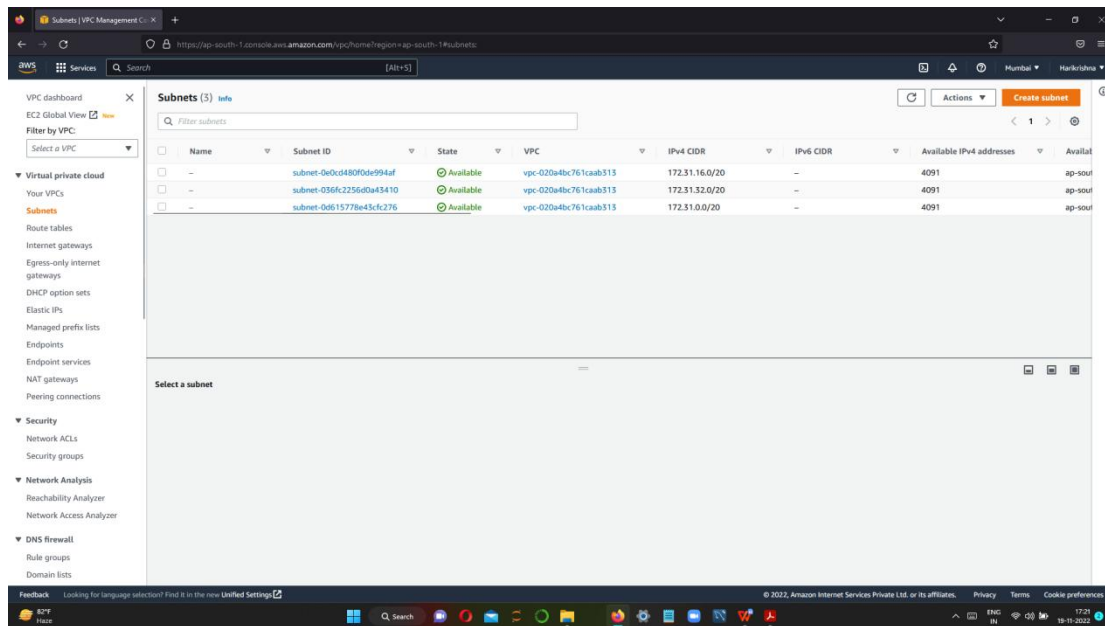 Subnets | VPC Management Co
https://ap-south-1.console.aws.amazon.com/vpc/home?region=ap-south-1#subnets:
aws Services Search [Alt+S] Mumbai Harikrishna
VPC dashboard
EC2 Global View New
Filter by VPC:
Select a VPC
Virtual private cloud
Your VPCs
Subnets
Route tables
Internet gateways
Egress-only internet
gateways
DHCP option sets
Elastic IPs
Managed prefix lists
Endpoints
Endpoint services
NAT gateways
Peering connections
Security
Network ACLs
Security groups
Network Analysis
Reachability Analyzer
Network Access Analyzer
DNS firewall
Rule groups
Domain lists
Subnets (3) Info Actions Create subnet
Filter subnets 1
Name Subnet ID State VPC IPv4 CIDR IPv6 CIDR Available IPv4 addresses Availat
– subnet-0e0cd480f0de994af Available vpc-020a4bc761caab313 172.31.16.0/20 – 4091 ap-sout
– subnet-036fc2256d0a43410 Available vpc-020a4bc761caab313 172.31.32.0/20 – 4091 ap-sout
– subnet-0d615778e43cfc276 Available vpc-020a4bc761caab313 172.31.0.0/20 – 4091 ap-sout
Select a subnet
Feedback Looking for language selection? Find it in the new Unified Settings © 2022, Amazon Internet Services Private Ltd. or its affiliates. Privacy Terms Cookie preferences
82°F Search ENG 17:21
Haze IN 19-11-2022